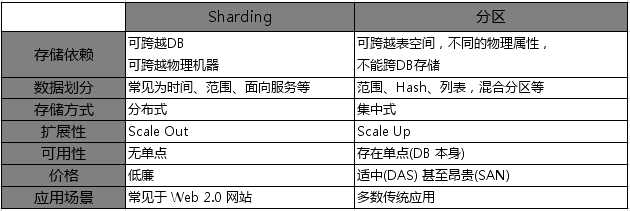 Sharding 分区
存储依赖 可跨越DB 可跨越表空间，不同的物理属性，
可跨越物理机器 不能跨DB存储
数据划分 常见为时间、范围、面向服务等 范围、Hash、列表，混合分区等
存储方式 分布式 集中式
扩展性 Scale Out Scale Up
可用性 无单点 存在单点(DB 本身)
价格 低廉 适中(DAS) 甚至昂贵(SAN)
应用场景 常见于 Web 2.0 网站 多数传统应用